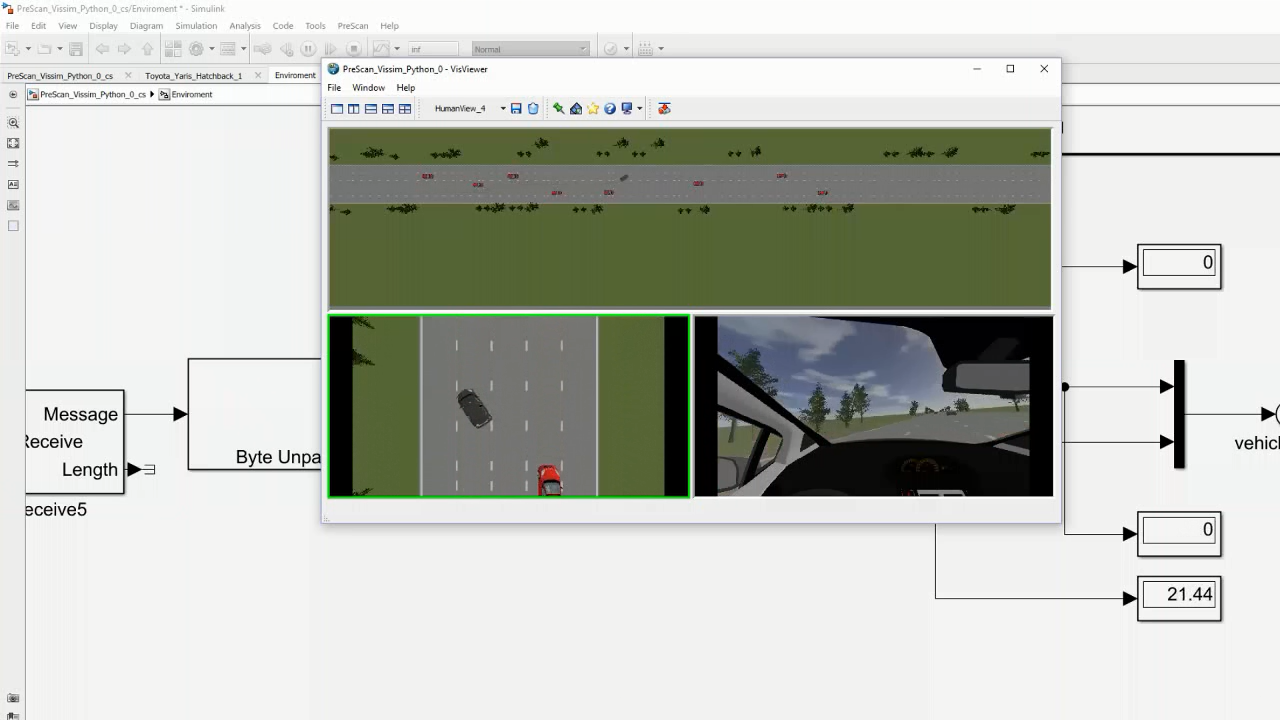 PreScan_Vissim_Python_0_cs/Enviroment * - Simulink
File Edit View Display Diagram Simulation Analysis Code Tools PreScan Help
inf Normal
PreScan_Vissim_Python_0_cs Toyota_Yaris_Hatchback_1 Enviroment
PreScan_Vissim_Python_0_cs Enviroment
PreScan_Vissim_Python_0 - VisViewer
File Window Help
HumanView_4
0
Message
Receive
Length
eceive5
Byte Unpa
vehic
0
21.44